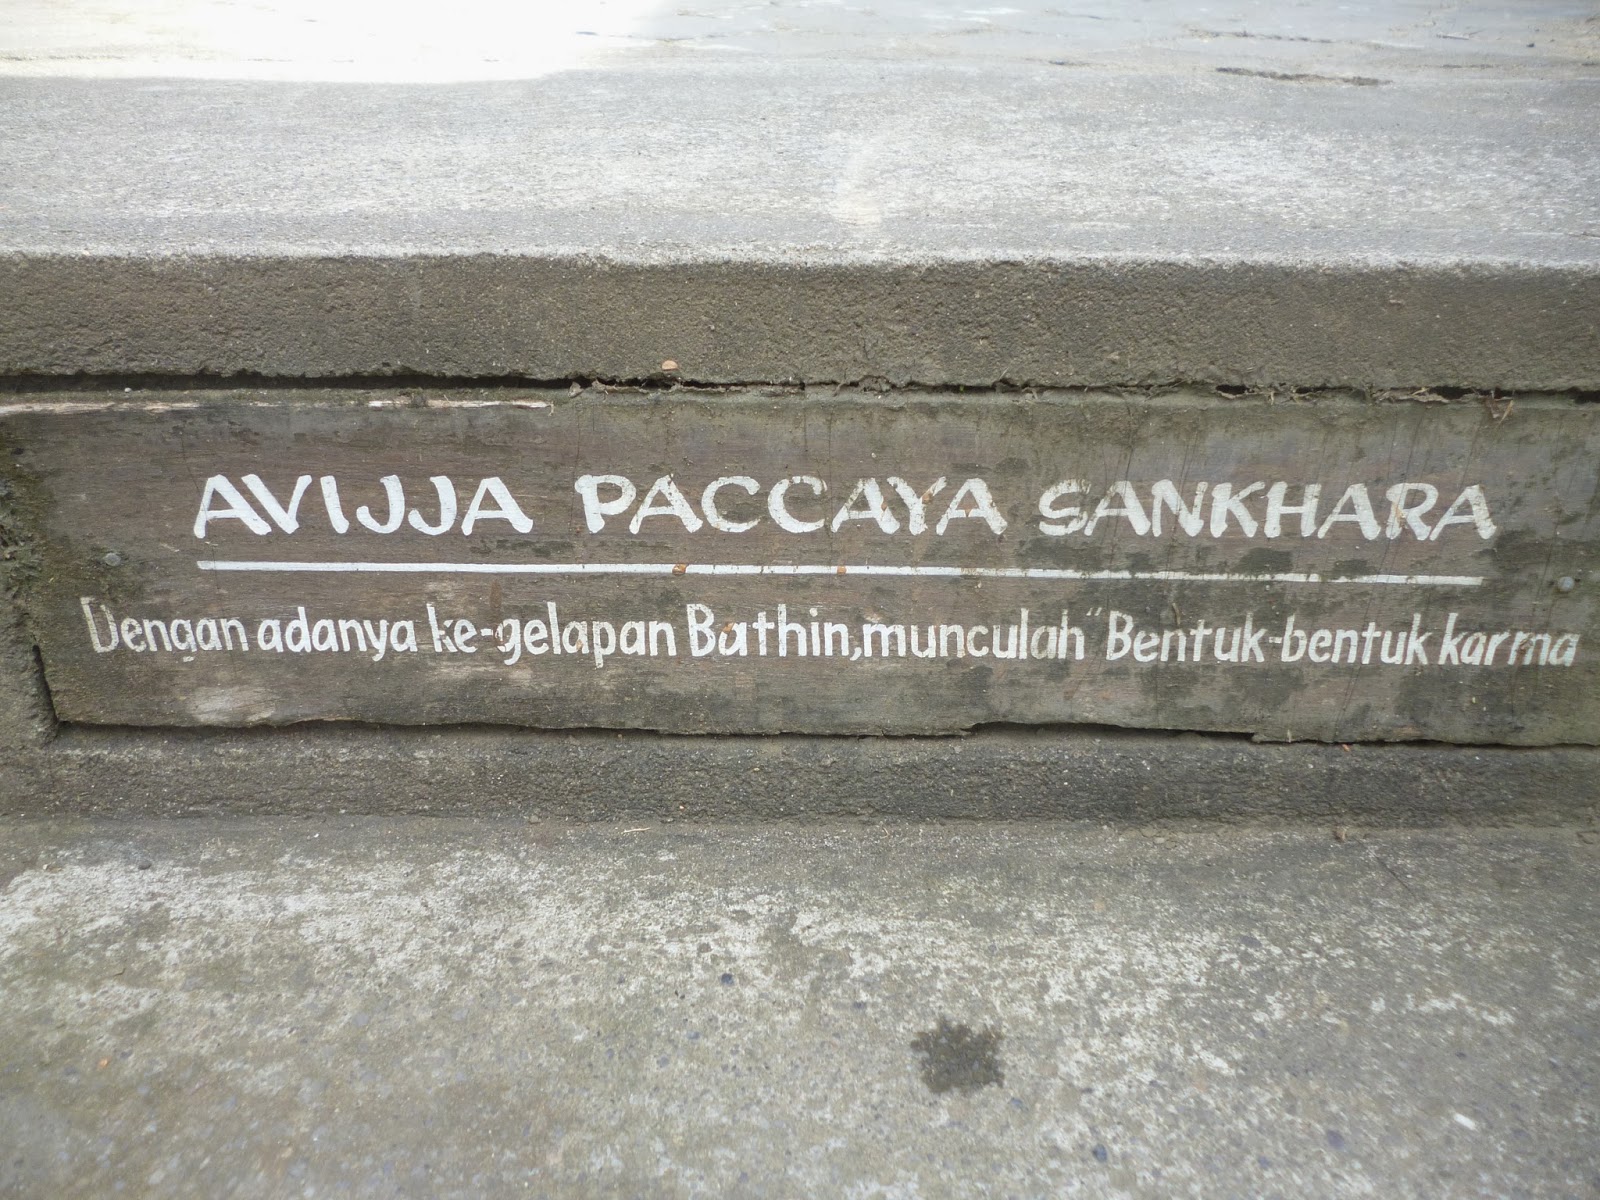 AVIJJA PACCAYA SANKHARA
Dengan adanya ke-gelapan Bathin, munculah "Bentuk-bentuk karma